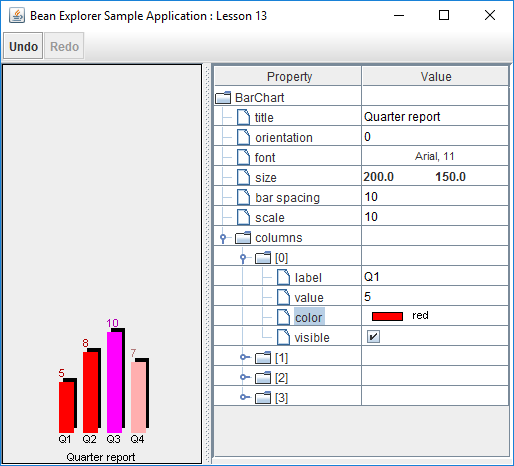 Bean Explorer Sample Application : Lesson 13
Undo Redo
Property Value
BarChart
title Quarter report
orientation 0
font Arial, 11
size 200.0 150.0
bar spacing 10
scale 10
columns
[0]
label Q1
value 5
color red
visible
[1]
[2]
[3]
10
8
7
5
Q1 Q2 Q3 Q4
Quarter report